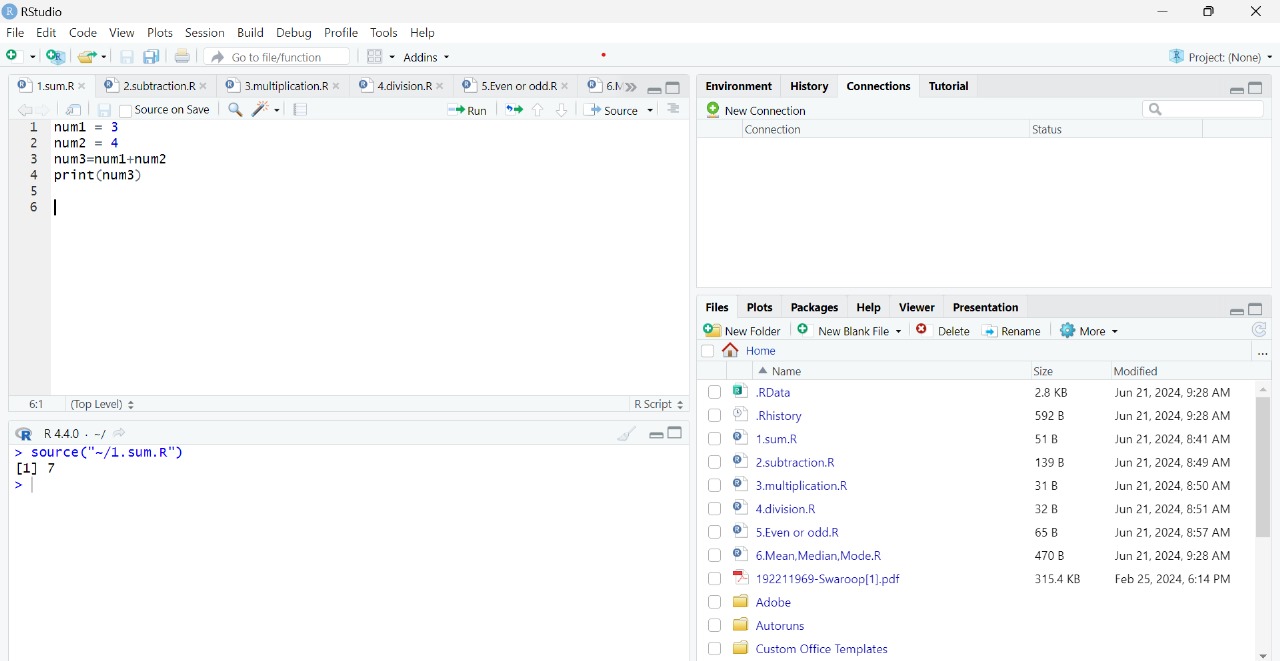 RStudio
File Edit Code View Plots Session Build Debug Profile Tools Help
Go to file/function Addins Project: (None)
1.sum.R 2.subtraction.R 3.multiplication.R 4.division.R 5.Even or odd.R 6.M
Source on Save Run Source
1 num1 = 3
2 num2 = 4
3 num3=num1+num2
4 print(num3)
5
6
6:1 (Top Level) R Script
R 4.4.0 · ~/
> source("~/1.sum.R")
[1] 7
>
Environment History Connections Tutorial
New Connection
Connection Status
Files Plots Packages Help Viewer Presentation
New Folder New Blank File Delete Rename More
Home ...
Name Size Modified
.RData 2.8 KB Jun 21, 2024, 9:28 AM
.Rhistory 592 B Jun 21, 2024, 9:28 AM
1.sum.R 51 B Jun 21, 2024, 8:41 AM
2.subtraction.R 139 B Jun 21, 2024, 8:49 AM
3.multiplication.R 31 B Jun 21, 2024, 8:50 AM
4.division.R 32 B Jun 21, 2024, 8:51 AM
5.Even or odd.R 65 B Jun 21, 2024, 8:57 AM
6.Mean,Median,Mode.R 470 B Jun 21, 2024, 9:28 AM
192211969-Swaroop[1].pdf 315.4 KB Feb 25, 2024, 6:14 PM
Adobe
Autoruns
Custom Office Templates